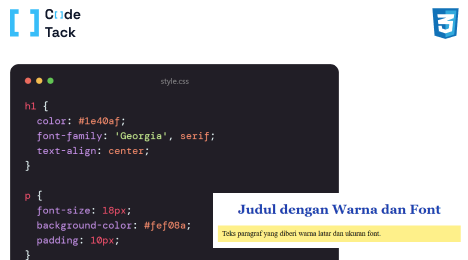 Code
Tack
3
style.css
h1 {
color: #1e40af;
font-family: 'Georgia', serif;
text-align: center;
}
p {
font-size: 18px;
background-color: #fef08a;
padding: 10px;
}
Judul dengan Warna dan Font
Teks paragraf yang diberi warna latar dan ukuran font.